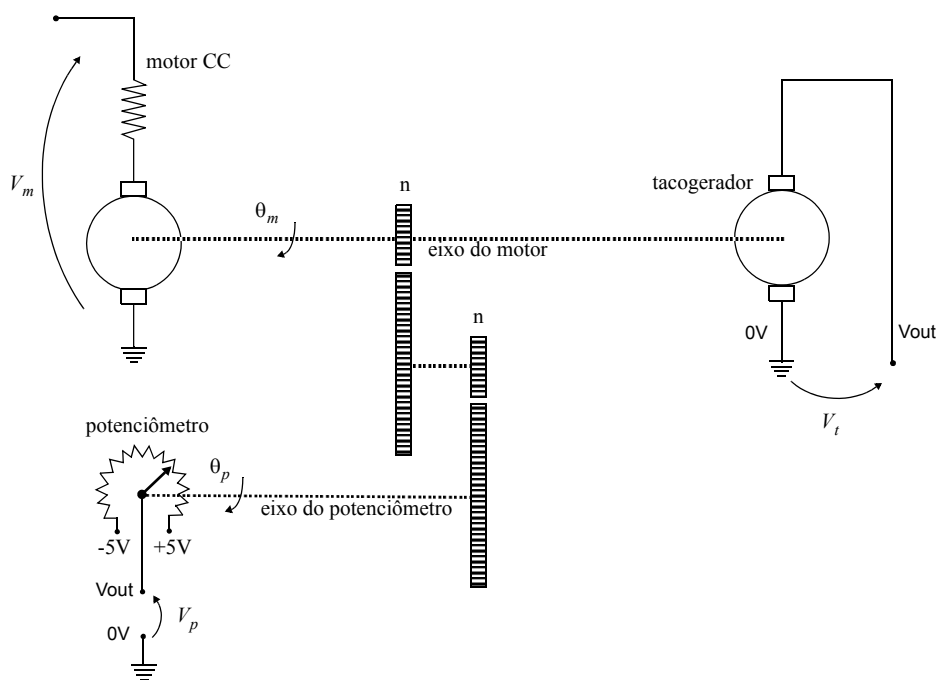 motor CC
V_m
θ_m
n
eixo do motor
tacogerador
0V
Vout
V_t
n
potenciômetro
θ_p
eixo do potenciômetro
-5V
+5V
Vout
V_p
0V